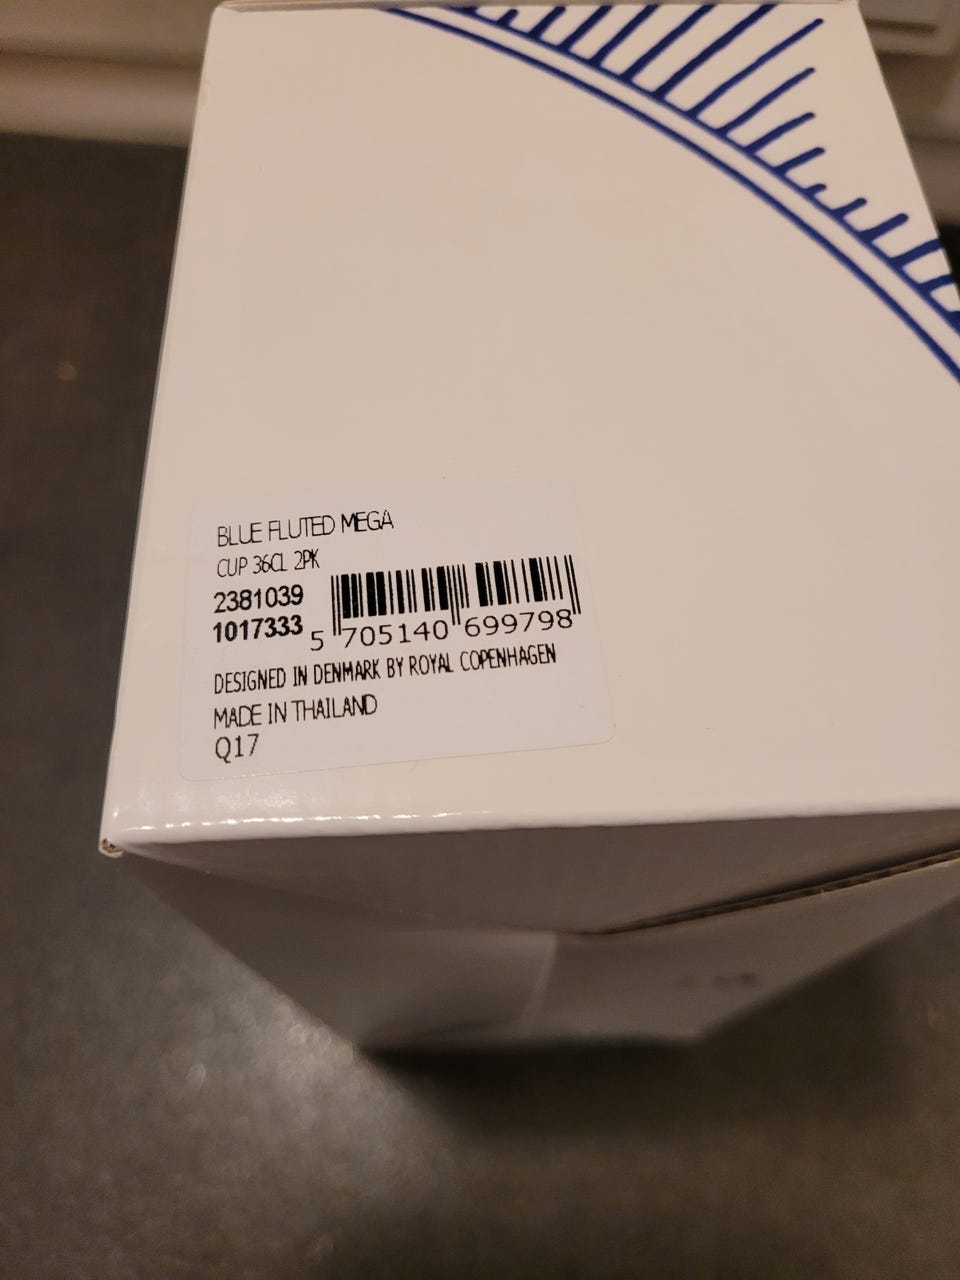 BLUE FLUTED MEGA
CUP 36CL 2PK
2381039
1017333
5 705140 699798
DESIGNED IN DENMARK BY ROYAL COPENHAGEN
MADE IN THAILAND
Q17